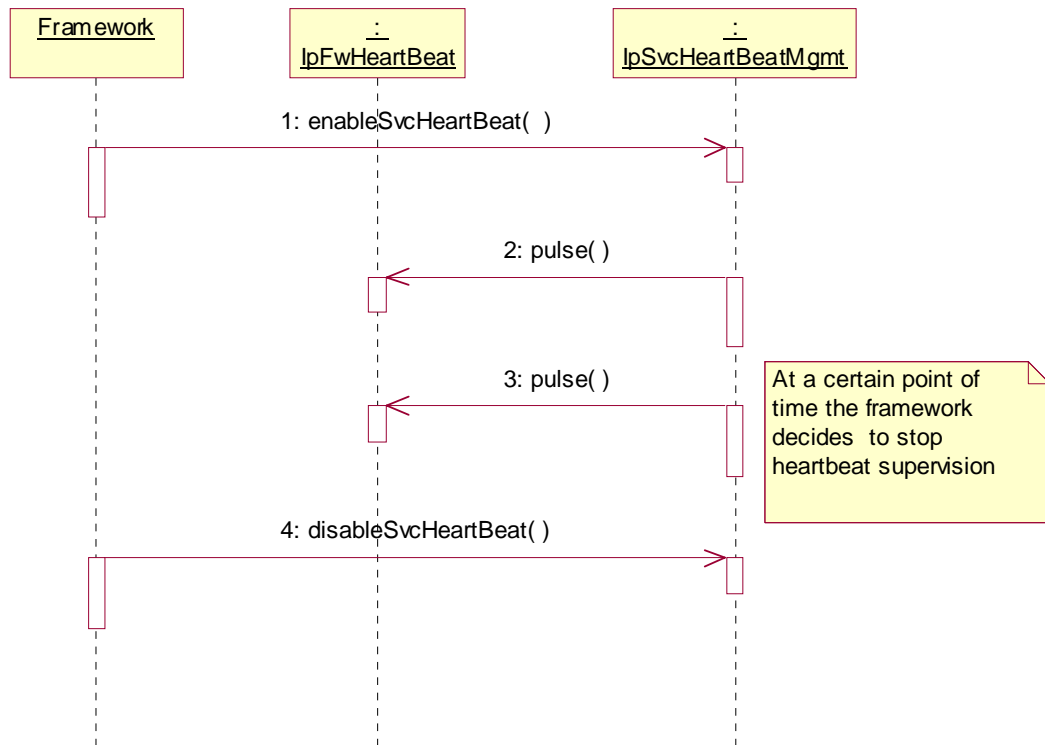 Framework
:
IpFwHeartBeat
:
IpSvcHeartBeatMgmt
1: enableSvcHeartBeat( )
2: pulse( )
3: pulse( )
At a certain point of
time the framework
decides to stop
heartbeat supervision
4: disableSvcHeartBeat( )